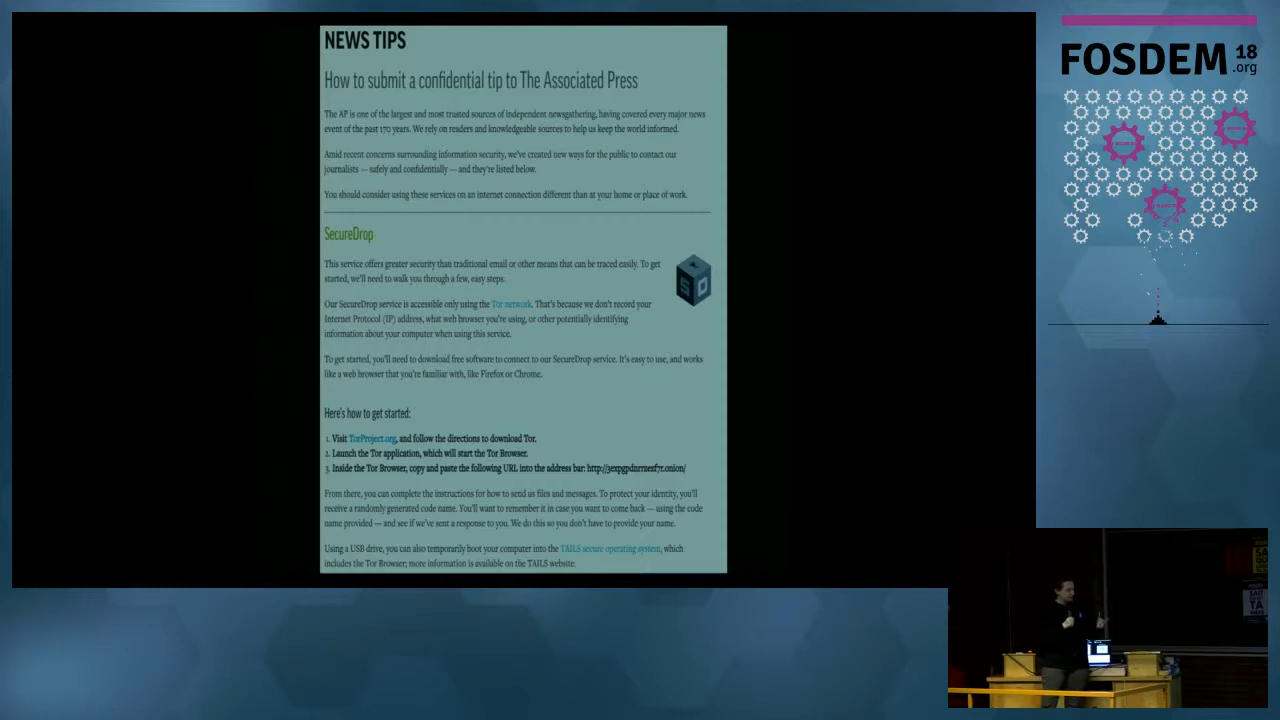 NEWS TIPS
How to submit a confidential tip to The Associated Press
The AP is one of the largest and most trusted sources of independent newsgathering, having covered every major news
event of the past 170 years. We rely on readers and knowledgeable sources to help us keep the world informed.
Amid recent concerns surrounding information security, we've created new ways for the public to contact our
journalists — safely and confidentially — and they're listed below.
You should consider using these services on an internet connection different than at your home or place of work.
SecureDrop
This service offers greater security than traditional email or other means that can be traced easily. To get
started, we'll need to walk you through a few, easy steps.
S D
Our SecureDrop service is accessible only using the Tor network. That's because we don't record your
Internet Protocol (IP) address, what web browser you're using, or other potentially identifying
information about your computer when using this service.
To get started, you'll need to download free software to connect to our SecureDrop service. It's easy to use, and works
like a web browser that you're familiar with, like Firefox or Chrome.
Here's how to get started:
1. Visit TorProject.org, and follow the directions to download Tor.
2. Launch the Tor application, which will start the Tor Browser.
3. Inside the Tor Browser, copy and paste the following URL into the address bar:
From there, you can complete the instructions for how to send us files and messages. To protect your identity, you'll
receive a randomly generated code name. You'll want to remember it in case you want to come back — using the code
name provided — and see if we've sent a response to you. We do this so you don't have to provide your name.
Using a USB drive, you can also temporarily boot your computer into the TAILS secure operating system, which
includes the Tor Browser; more information is available on the TAILS website.
FOSDEM 18
.org